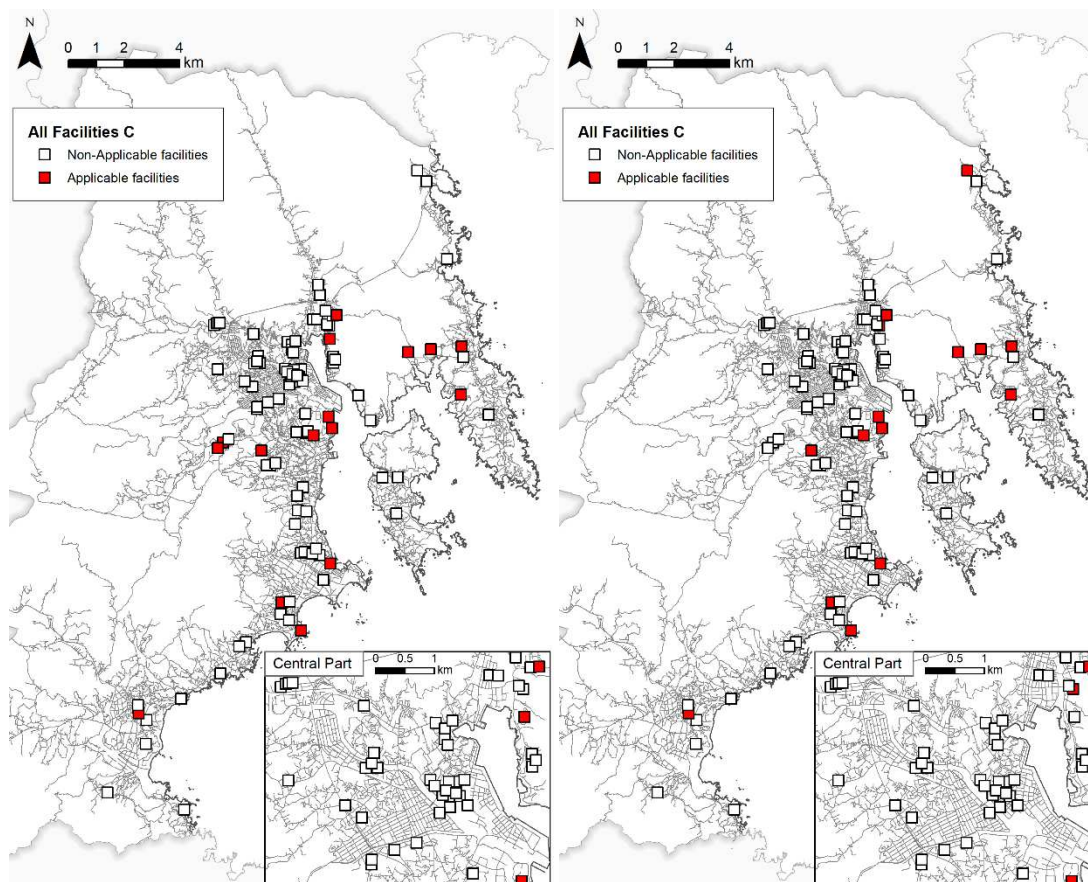 N
0 1 2 4
km
All Facilities C
Non-Applicable facilities
Applicable facilities
Central Part
0 0.5 1
km
N
0 1 2 4
km
All Facilities C
Non-Applicable facilities
Applicable facilities
Central Part
0 0.5 1
km